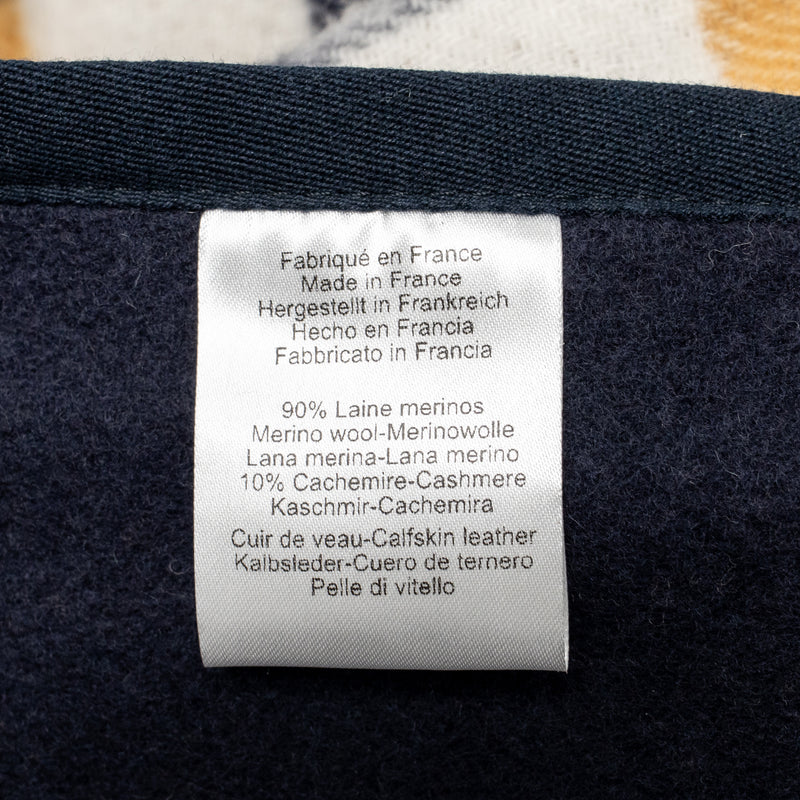 Fabriqué en France
Made in France
Hergestellt in Frankreich
Hecho en Francia
Fabbricato in Francia
90% Laine merinos
Merino wool-Merinowolle
Lana merina-Lana merino
10% Cachemire-Cashmere
Kaschmir-Cachemira
Cuir de veau-Calfskin leather
Kalbsleder-Cuero de ternero
Pelle di vitello